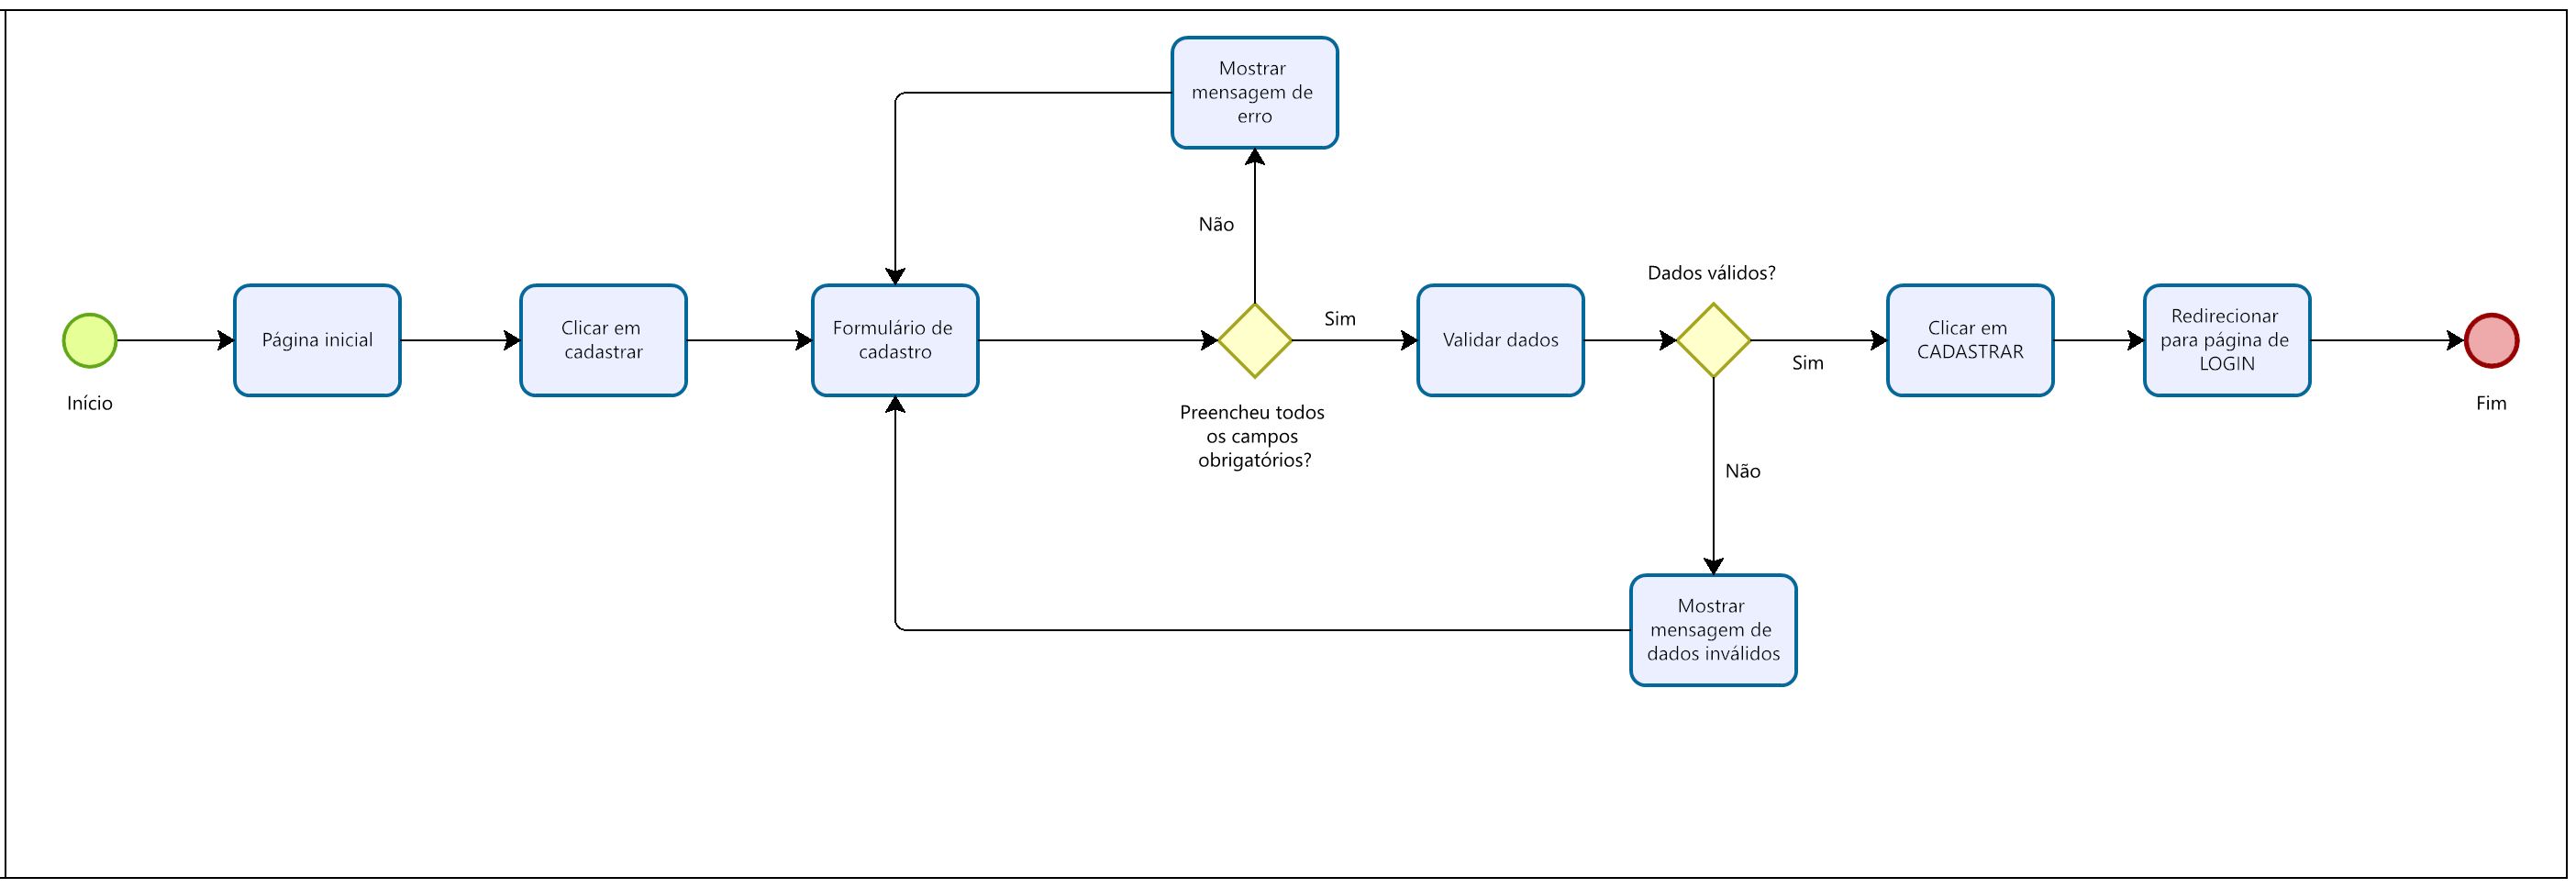 Mostrar
mensagem de
erro
Não
Dados válidos?
Início
Página inicial
Clicar em
cadastrar
Formulário de
cadastro
Preencheu todos
os campos
obrigatórios?
Sim
Validar dados
Sim
Clicar em
CADASTRAR
Redirecionar
para página de
LOGIN
Fim
Não
Mostrar
mensagem de
dados inválidos